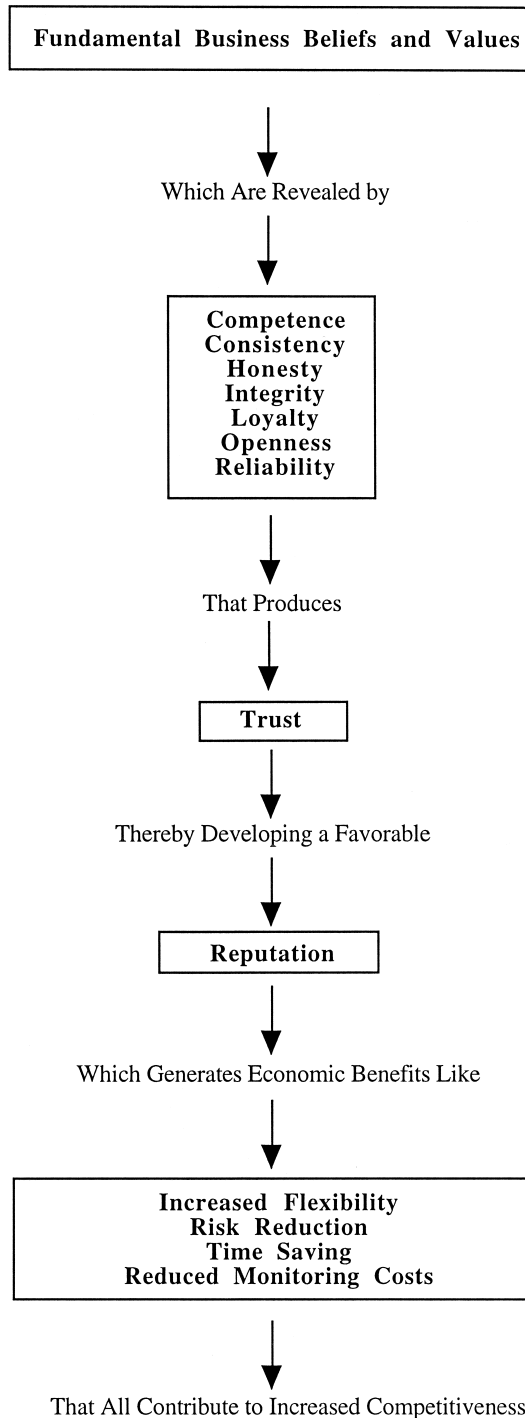 Fundamental Business Beliefs and Values
Which Are Revealed by
Competence
Consistency
Honesty
Integrity
Loyalty
Openness
Reliability
That Produces
Trust
Thereby Developing a Favorable
Reputation
Which Generates Economic Benefits Like
Increased Flexibility
Risk Reduction
Time Saving
Reduced Monitoring Costs
That All Contribute to Increased Competitiveness